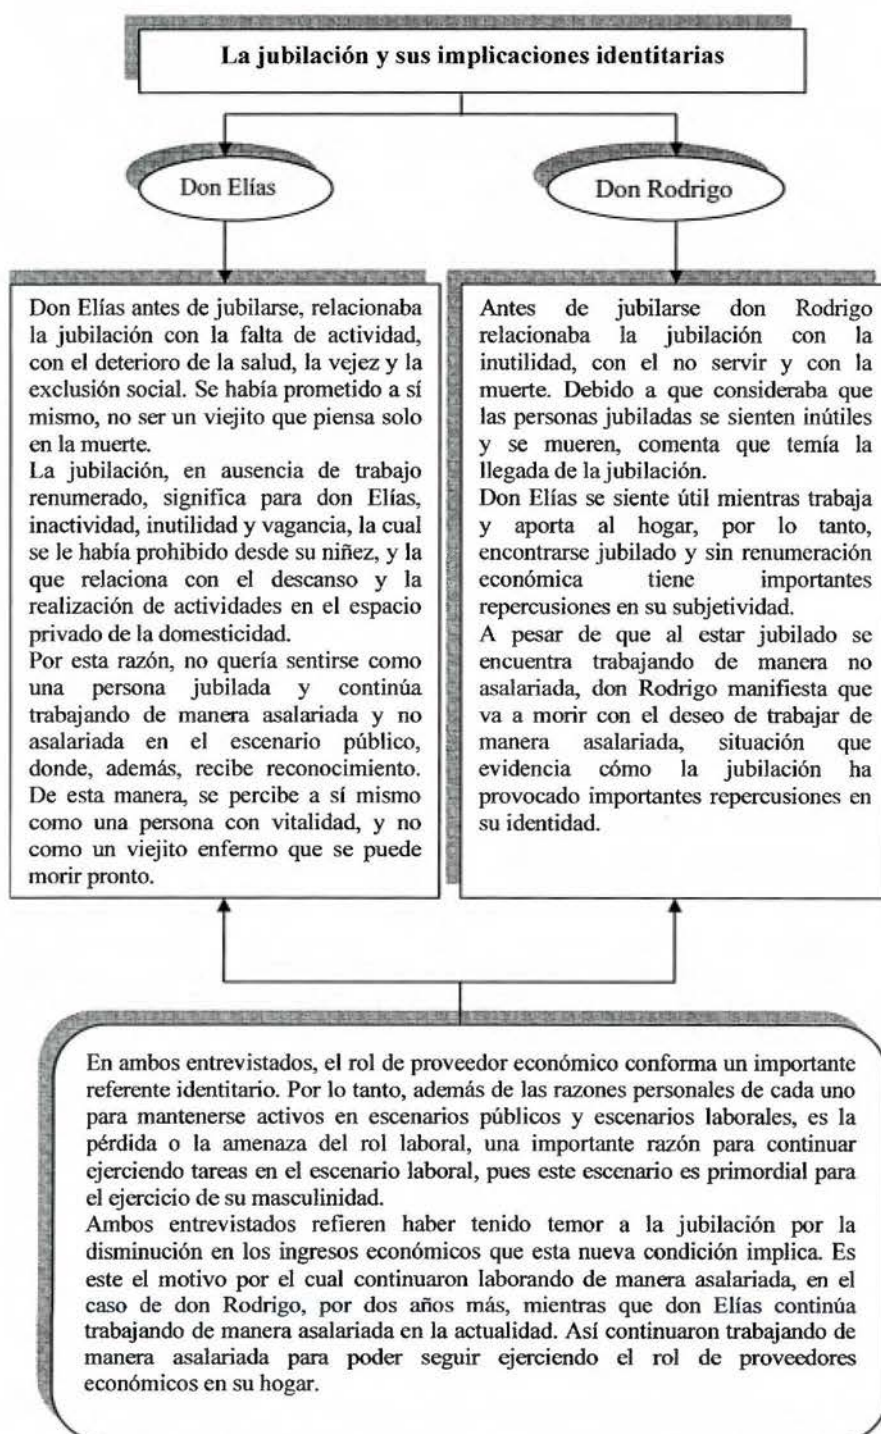 La jubilación y sus implicaciones identitarias
Don Elías
Don Rodrigo
Don Elías antes de jubilarse, relacionaba
la jubilación con la falta de actividad,
con el deterioro de la salud, la vejez y la
exclusión social. Se había prometido a sí
mismo, no ser un viejito que piensa solo
en la muerte.
La jubilación, en ausencia de trabajo
renumerado, significa para don Elías,
inactividad, inutilidad y vagancia, la cual
se le había prohibido desde su niñez, y la
que relaciona con el descanso y la
realización de actividades en el espacio
privado de la domesticidad.
Por esta razón, no quería sentirse como
una persona jubilada y continúa
trabajando de manera asalariada y no
asalariada en el escenario público,
donde, además, recibe reconocimiento.
De esta manera, se percibe a sí mismo
como una persona con vitalidad, y no
como un viejito enfermo que se puede
morir pronto.
Antes de jubilarse don Rodrigo
relacionaba la jubilación con la
inutilidad, con el no servir y con la
muerte. Debido a que consideraba que
las personas jubiladas se sienten inútiles
y se mueren, comenta que temía la
llegada de la jubilación.
Don Elías se siente útil mientras trabaja
y aporta al hogar, por lo tanto,
encontrarse jubilado y sin renumeración
económica tiene importantes
repercusiones en su subjetividad.
A pesar de que al estar jubilado se
encuentra trabajando de manera no
asalariada, don Rodrigo manifiesta que
va a morir con el deseo de trabajar de
manera asalariada, situación que
evidencia cómo la jubilación ha
provocado importantes repercusiones en
su identidad.
En ambos entrevistados, el rol de proveedor económico conforma un importante
referente identitario. Por lo tanto, además de las razones personales de cada uno
para mantenerse activos en escenarios públicos y escenarios laborales, es la
pérdida o la amenaza del rol laboral, una importante razón para continuar
ejerciendo tareas en el escenario laboral, pues este escenario es primordial para
el ejercicio de su masculinidad.
Ambos entrevistados refieren haber tenido temor a la jubilación por la
disminución en los ingresos económicos que esta nueva condición implica. Es
este el motivo por el cual continuaron laborando de manera asalariada, en el
caso de don Rodrigo, por dos años más, mientras que don Elías continúa
trabajando de manera asalariada en la actualidad. Así continuaron trabajando de
manera asalariada para poder seguir ejerciendo el rol de proveedores
económicos en su hogar.